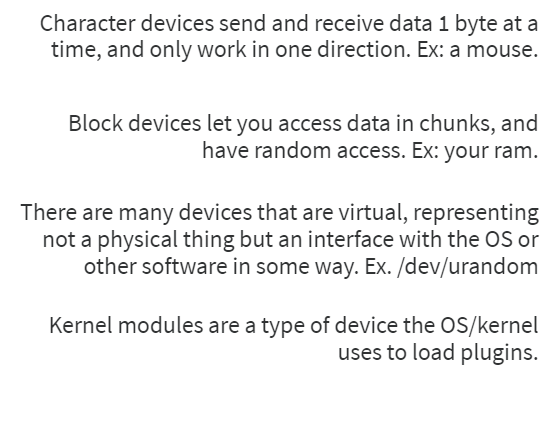 Character devices send and receive data 1 byte at a
time, and only work in one direction. Ex: a mouse.
Block devices let you access data in chunks, and
have random access. Ex: your ram.
There are many devices that are virtual, representing
not a physical thing but an interface with the OS or
other software in some way. Ex. /dev/urandom
Kernel modules are a type of device the OS/kernel
uses to load plugins.